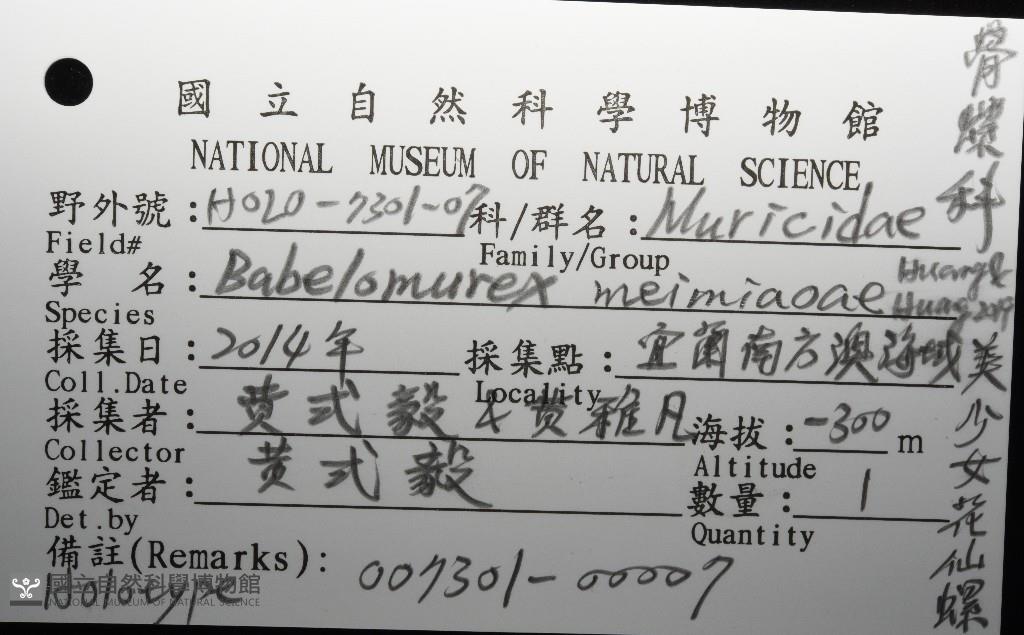 國立自然科學博物館
NATIONAL MUSEUM OF NATURAL SCIENCE
野外號：HOLO-7301-07 科/群名：Muricidae
Field# Family/Group
學 名：Babelomurex meimiaoae Huang & Huang 2019
Species
採集日：2014年 採集點：宜蘭南方澳海域
Coll.Date Locality
採集者：黃式毅 & 黃雅凡 海拔：-300 m
Collector Altitude
鑑定者：黃式毅 數量：1
Det.by Quantity
備註(Remarks)：007301-00007
Holotype
骨螺科
美少女花仙螺
國立自然科學博物館
NATIONAL MUSEUM OF NATURAL SCIENCE